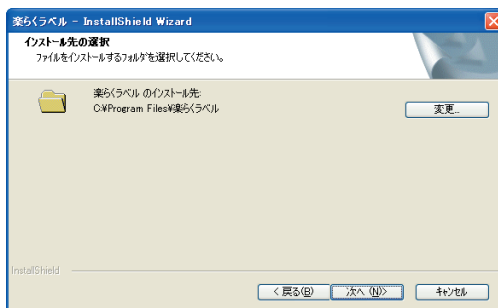 楽らくラベル - InstallShield Wizard
インストール先の選択
ファイルをインストールするフォルダを選択してください。
楽らくラベル のインストール先:
C:¥Program Files¥楽らくラベル
変更...
InstallShield
< 戻る(B)
次へ (N)>
キャンセル